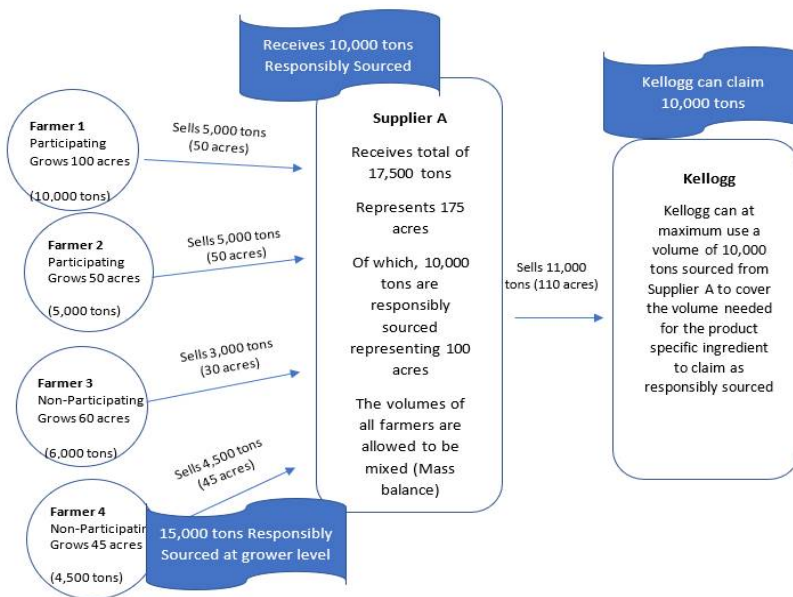 Receives 10,000 tons
Responsibly Sourced
Kellogg can claim
10,000 tons
Farmer 1
Participating
Grows 100 acres
(10,000 tons)
Sells 5,000 tons
(50 acres)
Farmer 2
Participating
Grows 50 acres
(5,000 tons)
Sells 5,000 tons
(50 acres)
Farmer 3
Non-Participating
Grows 60 acres
(6,000 tons)
Sells 3,000 tons
(30 acres)
Farmer 4
Non-Participatin
Grows 45 acres
(4,500 tons)
Sells 4,500 tons
(45 acres)
15,000 tons Responsibly
Sourced at grower level
Supplier A
Receives total of
17,500 tons
Represents 175
acres
Of which, 10,000
tons are
responsibly
sourced
representing 100
acres
The volumes of
all farmers are
allowed to be
mixed (Mass
balance)
Sells 11,000
tons (110 acres)
Kellogg
Kellogg can at
maximum use a
volume of 10,000
tons sourced from
Supplier A to cover
the volume needed
for the product
specific ingredient
to claim as
responsibly sourced